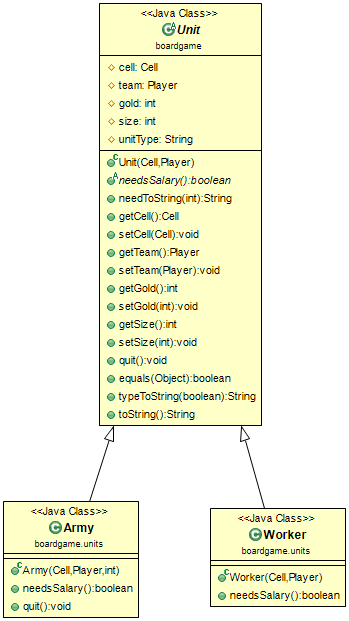 <<Java Class>>
Unit
boardgame
cell: Cell
team: Player
gold: int
size: int
unitType: String
Unit(Cell,Player)
needsSalary():boolean
needToString(int):String
getCell():Cell
setCell(Cell):void
getTeam():Player
setTeam(Player):void
getGold():int
setGold(int):void
getSize():int
setSize(int):void
quit():void
equals(Object):boolean
typeToString(boolean):String
toString():String
<<Java Class>>
Army
boardgame.units
Army(Cell,Player,int)
needsSalary():boolean
quit():void
<<Java Class>>
Worker
boardgame.units
Worker(Cell,Player)
needsSalary():boolean